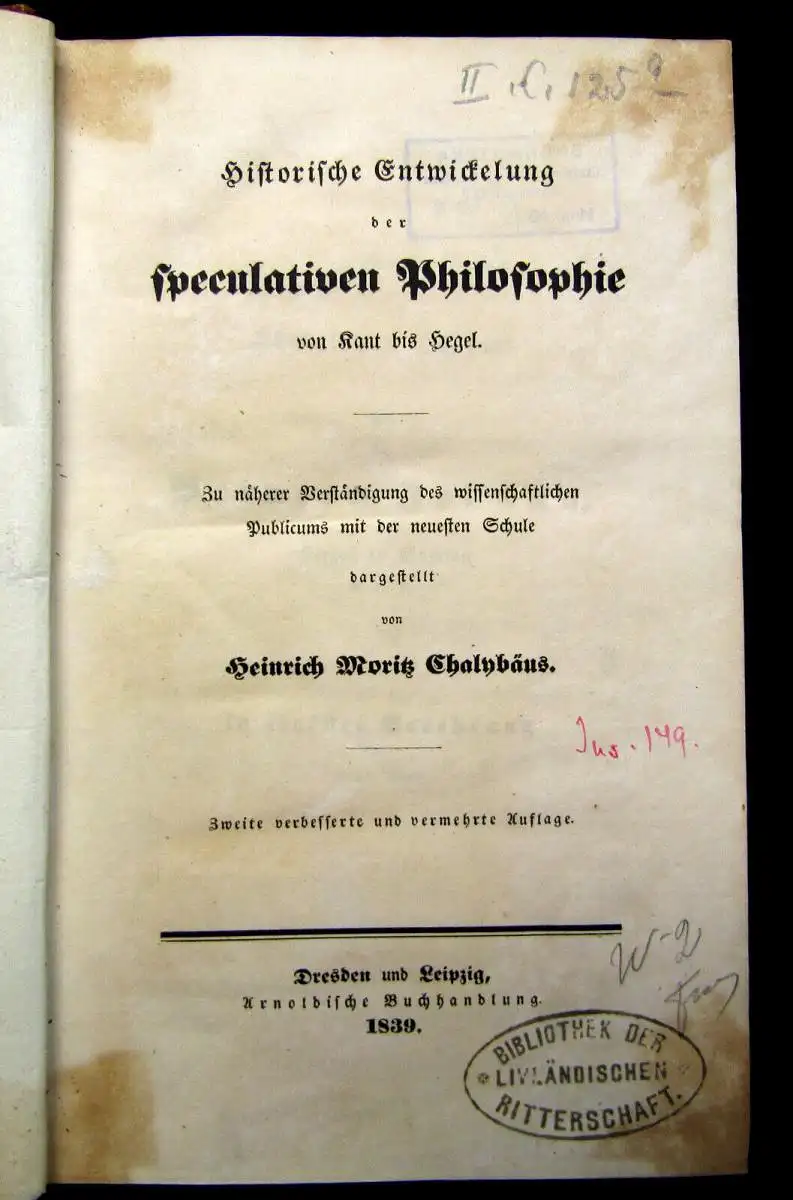 II. L. 125ª
Historische Entwickelung
der
speculativen Philosophie
von Kant bis Hegel.
Zu näherer Verständigung des wissenschaftlichen
Publicums mit der neuesten Schule
dargestellt
von
Heinrich Moritz Chalybäus.
Jus. 149.
Zweite verbesserte und vermehrte Auflage.
W-2
Dresden und Leipzig,
Arnoldische Buchhandlung.
1839.
BIBLIOTHEK DER
LIVLÄNDISCHEN
RITTERSCHAFT.